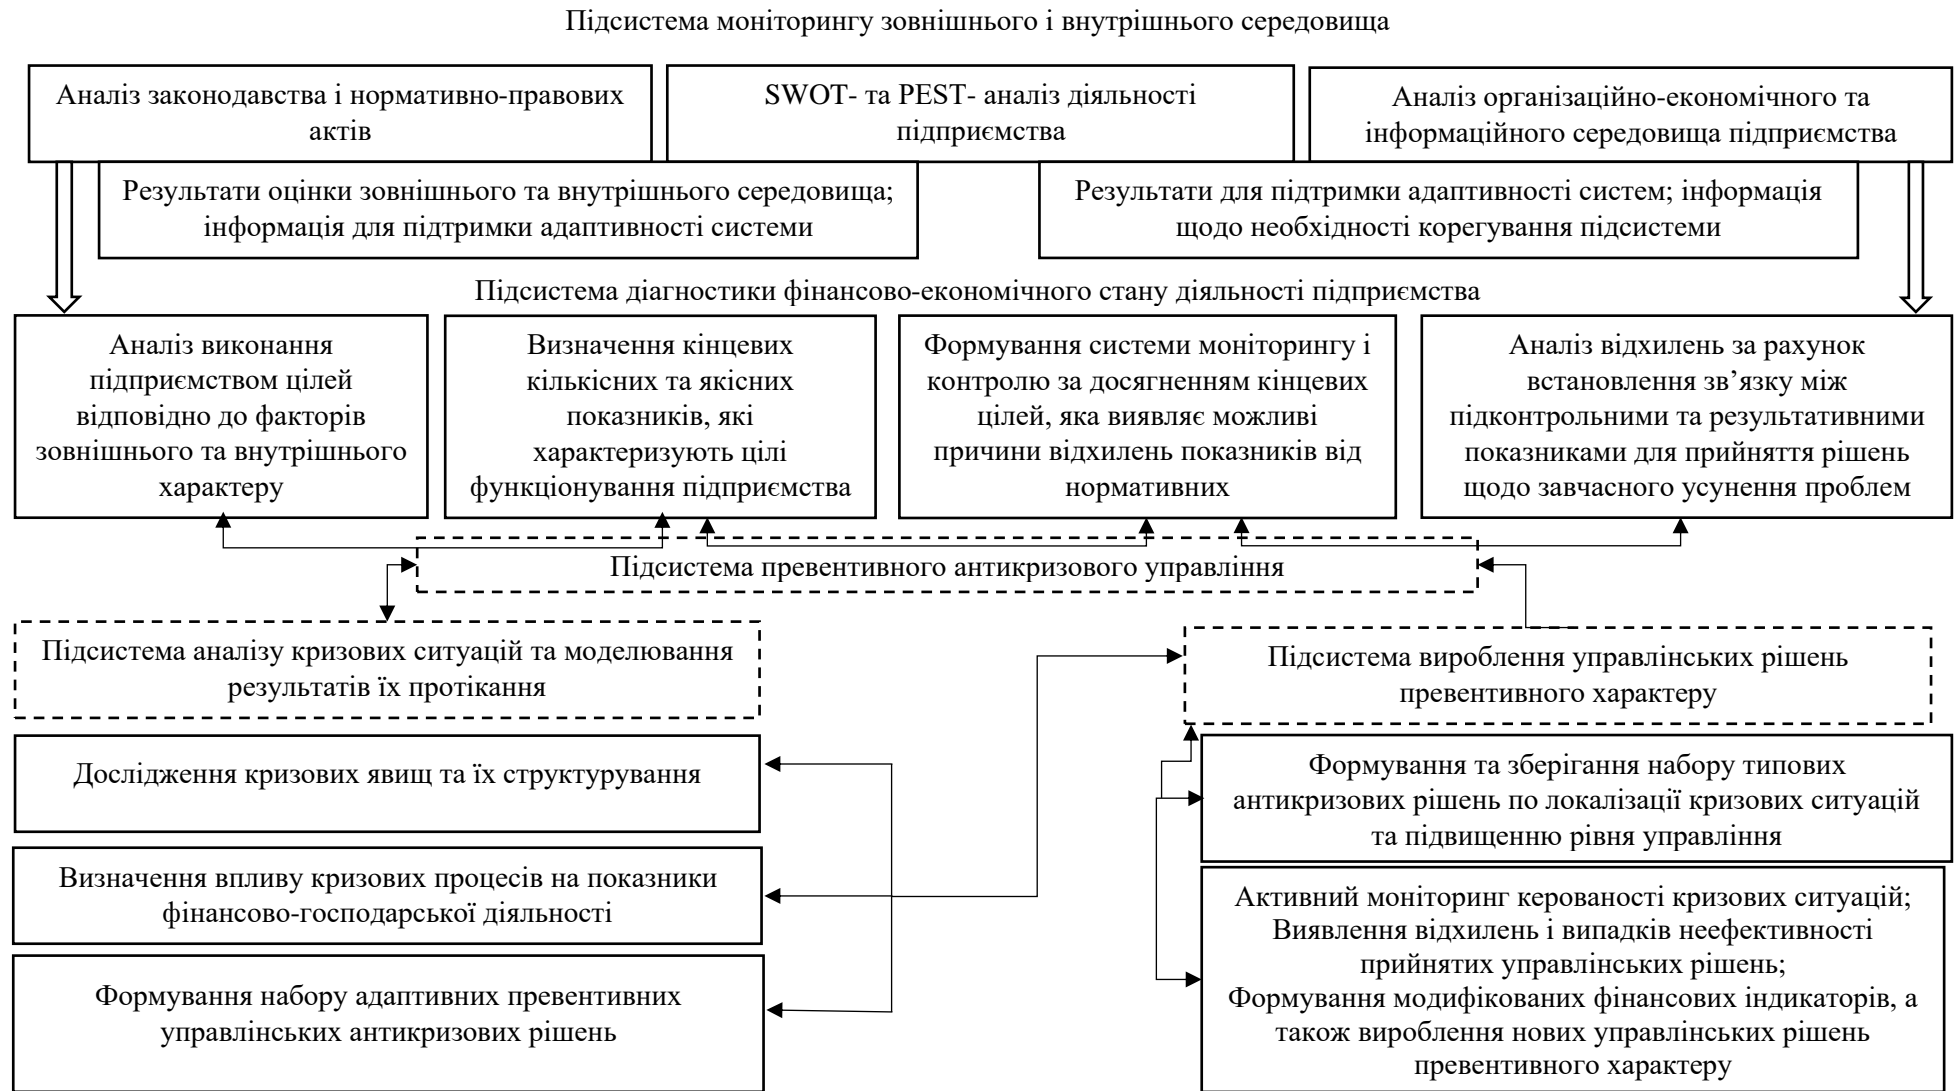 Підсистема моніторингу зовнішнього і внутрішнього середовища
Аналіз законодавства і нормативно-правових
актів
SWOT- та PEST- аналіз діяльності
підприємства
Аналіз організаційно-економічного та
інформаційного середовища підприємства
Результати оцінки зовнішнього та внутрішнього середовища;
інформація для підтримки адаптивності системи
Результати для підтримки адаптивності систем; інформація
щодо необхідності корегування підсистеми
Підсистема діагностики фінансово-економічного стану діяльності підприємства
Аналіз виконання
підприємством цілей
відповідно до факторів
зовнішнього та внутрішнього
характеру
Визначення кінцевих
кількісних та якісних
показників, які
характеризують цілі
функціонування підприємства
Формування системи моніторингу і
контролю за досягненням кінцевих
цілей, яка виявляє можливі
причини відхилень показників від
нормативних
Аналіз відхилень за рахунок
встановлення зв’язку між
підконтрольними та результативними
показниками для прийняття рішень
щодо завчасного усунення проблем
Підсистема превентивного антикризового управління
Підсистема аналізу кризових ситуацій та моделювання
результатів їх протікання
Підсистема вироблення управлінських рішень
превентивного характеру
Дослідження кризових явищ та їх структурування
Визначення впливу кризових процесів на показники
фінансово-господарської діяльності
Формування набору адаптивних превентивних
управлінських антикризових рішень
Формування та зберігання набору типових
антикризових рішень по локалізації кризових ситуацій
та підвищенню рівня управління
Активний моніторинг керованості кризових ситуацій;
Виявлення відхилень і випадків неефективності
прийнятих управлінських рішень;
Формування модифікованих фінансових індикаторів, а
також вироблення нових управлінських рішень
превентивного характеру